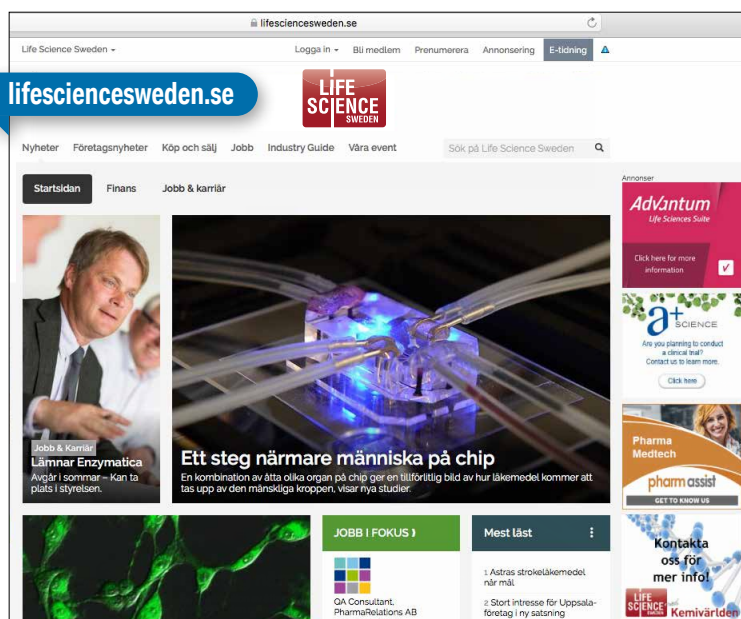 lifesciencesweden.se
Life Science Sweden
Logga in
Bli medlem
Prenumerera
Annonsering
E-tidning
lifesciencesweden.se
LIFE
SCIENCE
SWEDEN
Nyheter
Företagsnyheter
Köp och sälj
Jobb
Industry Guide
Våra event
Sök på Life Science Sweden
Startsidan
Finans
Jobb & karriär
Jobb & Karriär
Lämnar Enzymatica
Avgår i sommar – Kan ta
plats i styrelsen.
Ett steg närmare människa på chip
En kombination av åtta olika organ på chip ger en tillförlitlig bild av hur läkemedel kommer att
tas upp av den mänskliga kroppen, visar nya studier.
JOBB I FOKUS
QA Consultant,
PharmaRelations AB
Mest läst
1 Astras strokeläkemedel
når mål
2 Stort intresse för Uppsala-
företag i ny satsning
Annonser
Advantum
Life Sciences Suite
Click here for more
information
a+
SCIENCE
Are you planning to conduct
a clinical trial?
Contact us to learn more.
Click here
Pharma
Medtech
pharm assist
GET TO KNOW US
Kontakta
oss för
mer info!
LIFE
SCIENCE
Kemivärlden